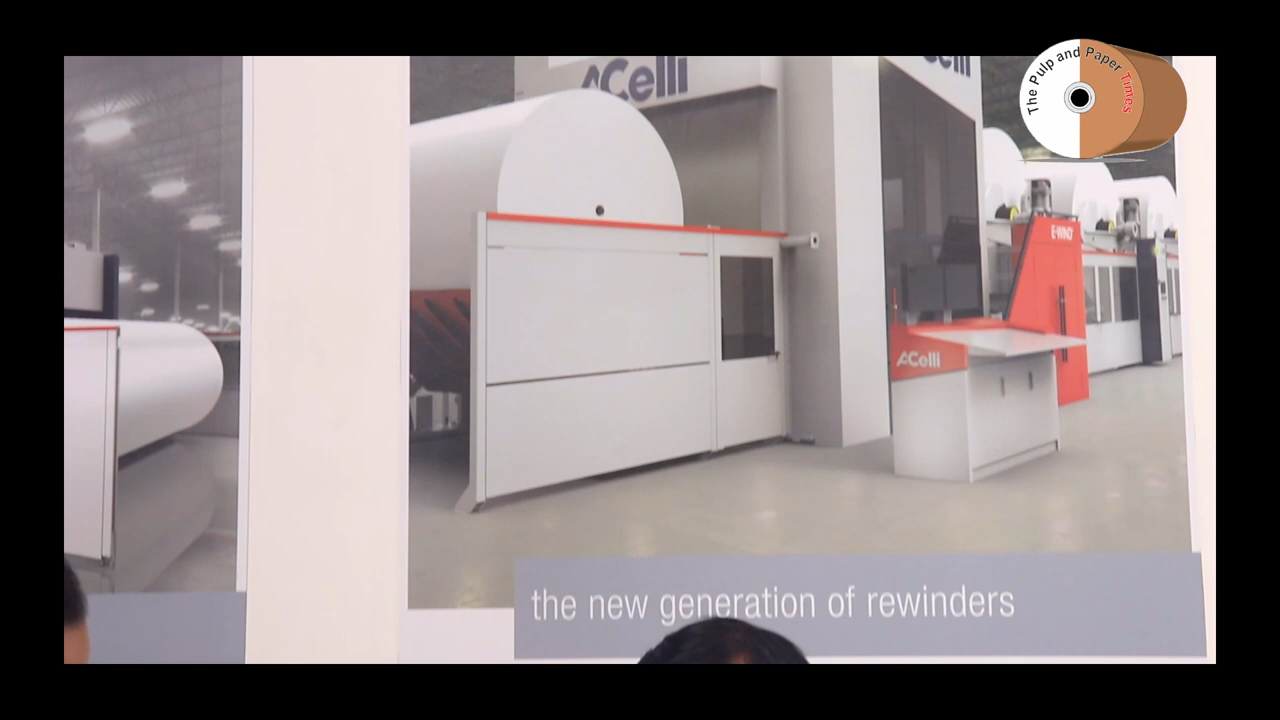 ACelli
The Pulp and Paper Times
E-WIND
ACelli
the new generation of rewinders